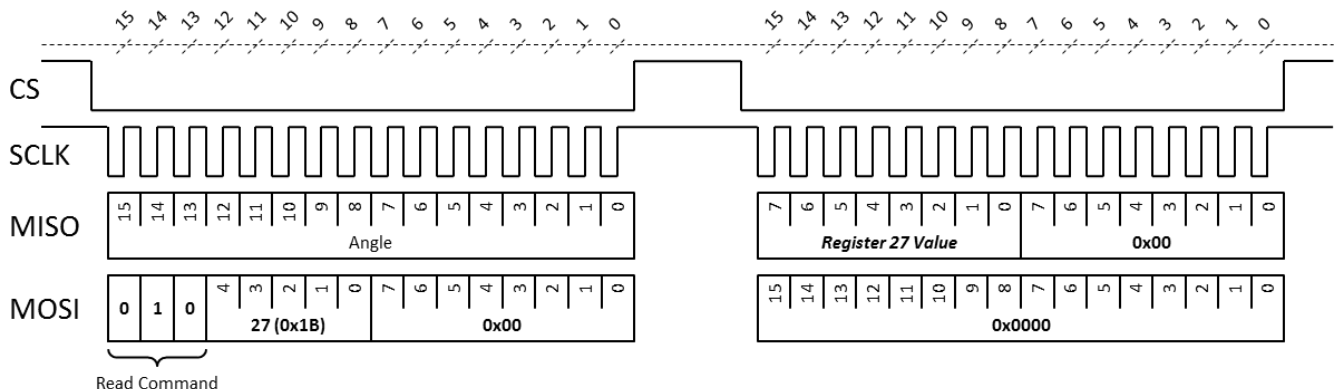 15 14 13 12 11 10 9 8 7 6 5 4 3 2 1 0 15 14 13 12 11 10 9 8 7 6 5 4 3 2 1 0
CS
SCLK
MISO
15 14 13 12 11 10 9 8 7 6 5 4 3 2 1 0 7 6 5 4 3 2 1 0 7 6 5 4 3 2 1 0
Angle Register 27 Value 0x00
MOSI
0 1 0 4 3 2 1 0 7 6 5 4 3 2 1 0 15 14 13 12 11 10 9 8 7 6 5 4 3 2 1 0
27 (0x1B) 0x00 0x0000
Read Command